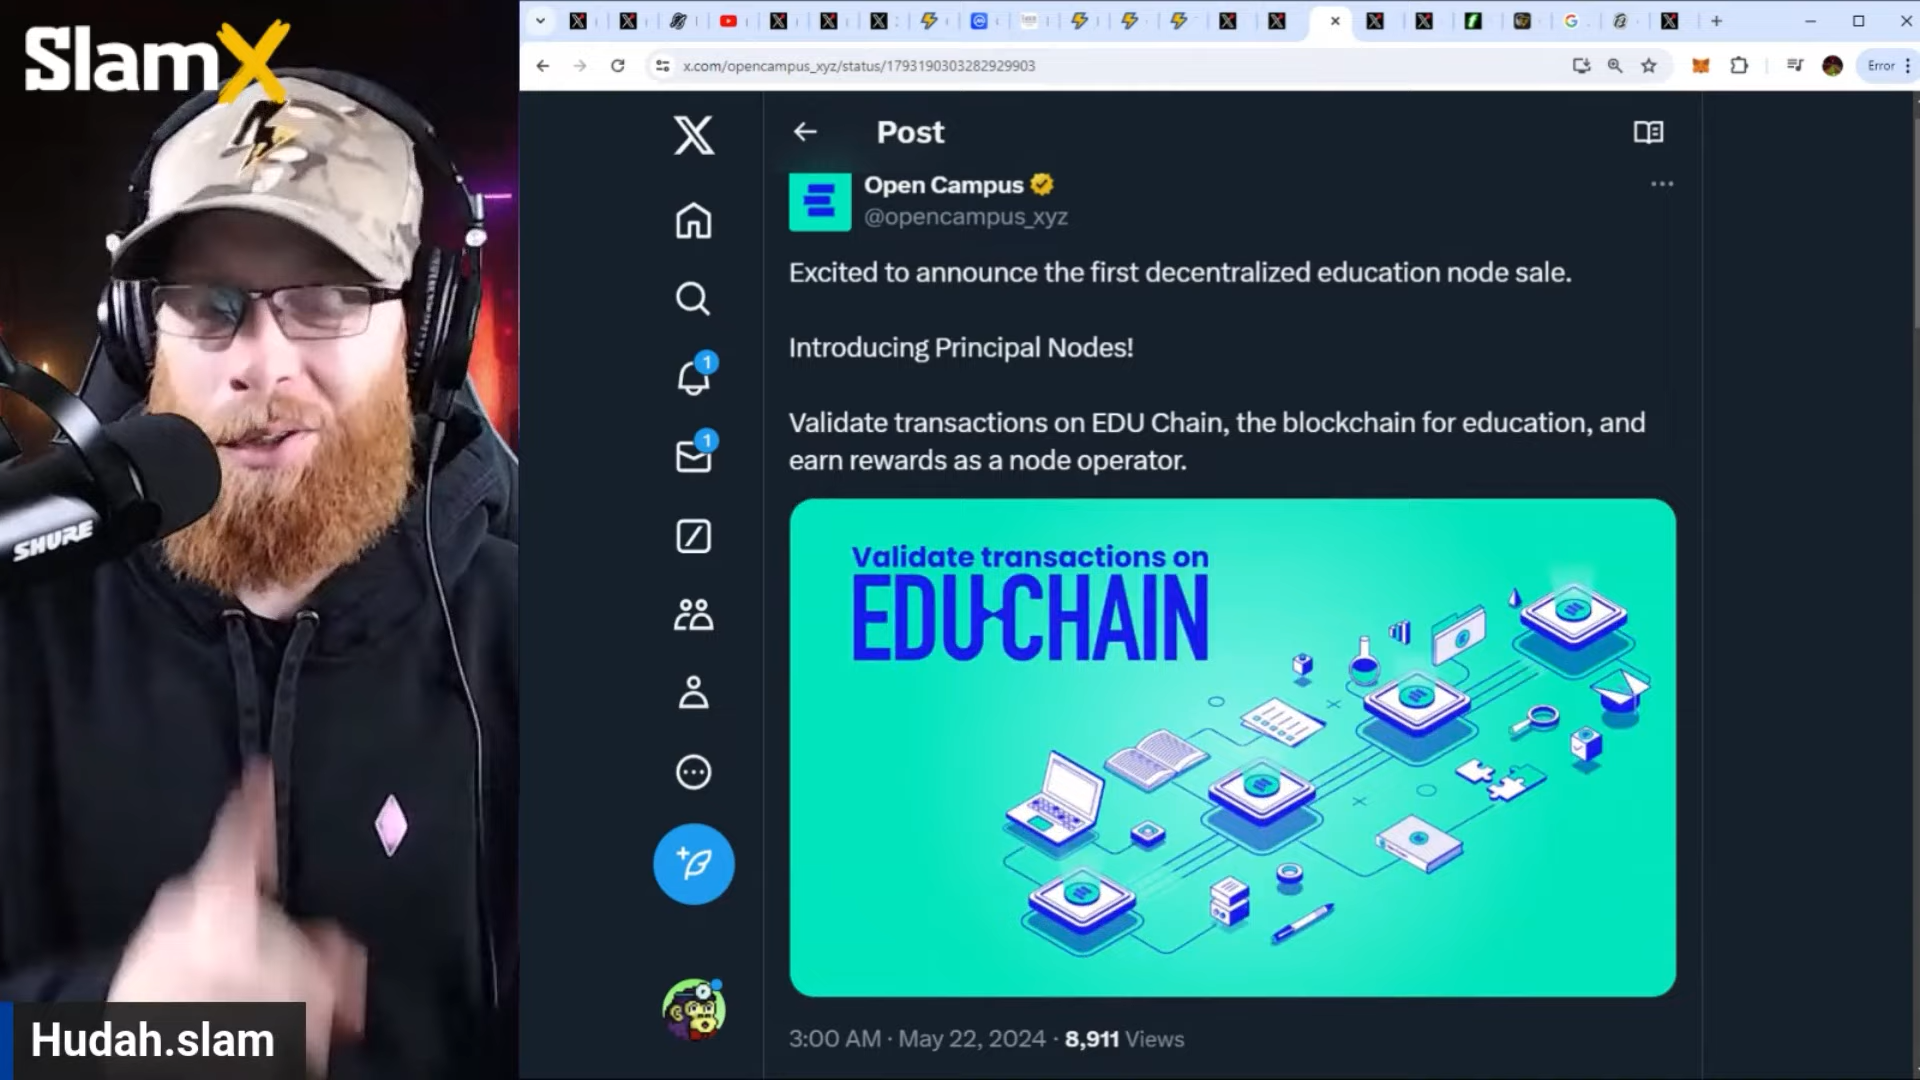 SlamX
x.com/opencampus_xyz/status/1793190303282929903
Error
Post
Open Campus
@opencampus_xyz
Excited to announce the first decentralized education node sale.
Introducing Principal Nodes!
Validate transactions on EDU Chain, the blockchain for education, and
earn rewards as a node operator.
1
1
Validate transactions on
EDU CHAIN
SHURE
Hudah.slam
3:00 AM · May 22, 2024 · 8,911 Views